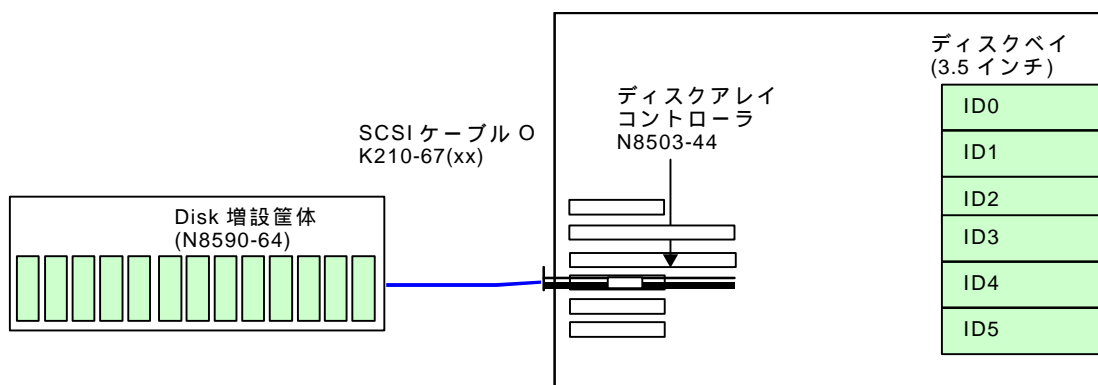 ディスクベイ
(3.5 インチ)
ディスクアレイ
コントローラ
N8503-44
SCSI ケーブル O
K210-67(xx)
Disk 増設筐体
(N8590-64)
ID0
ID1
ID2
ID3
ID4
ID5